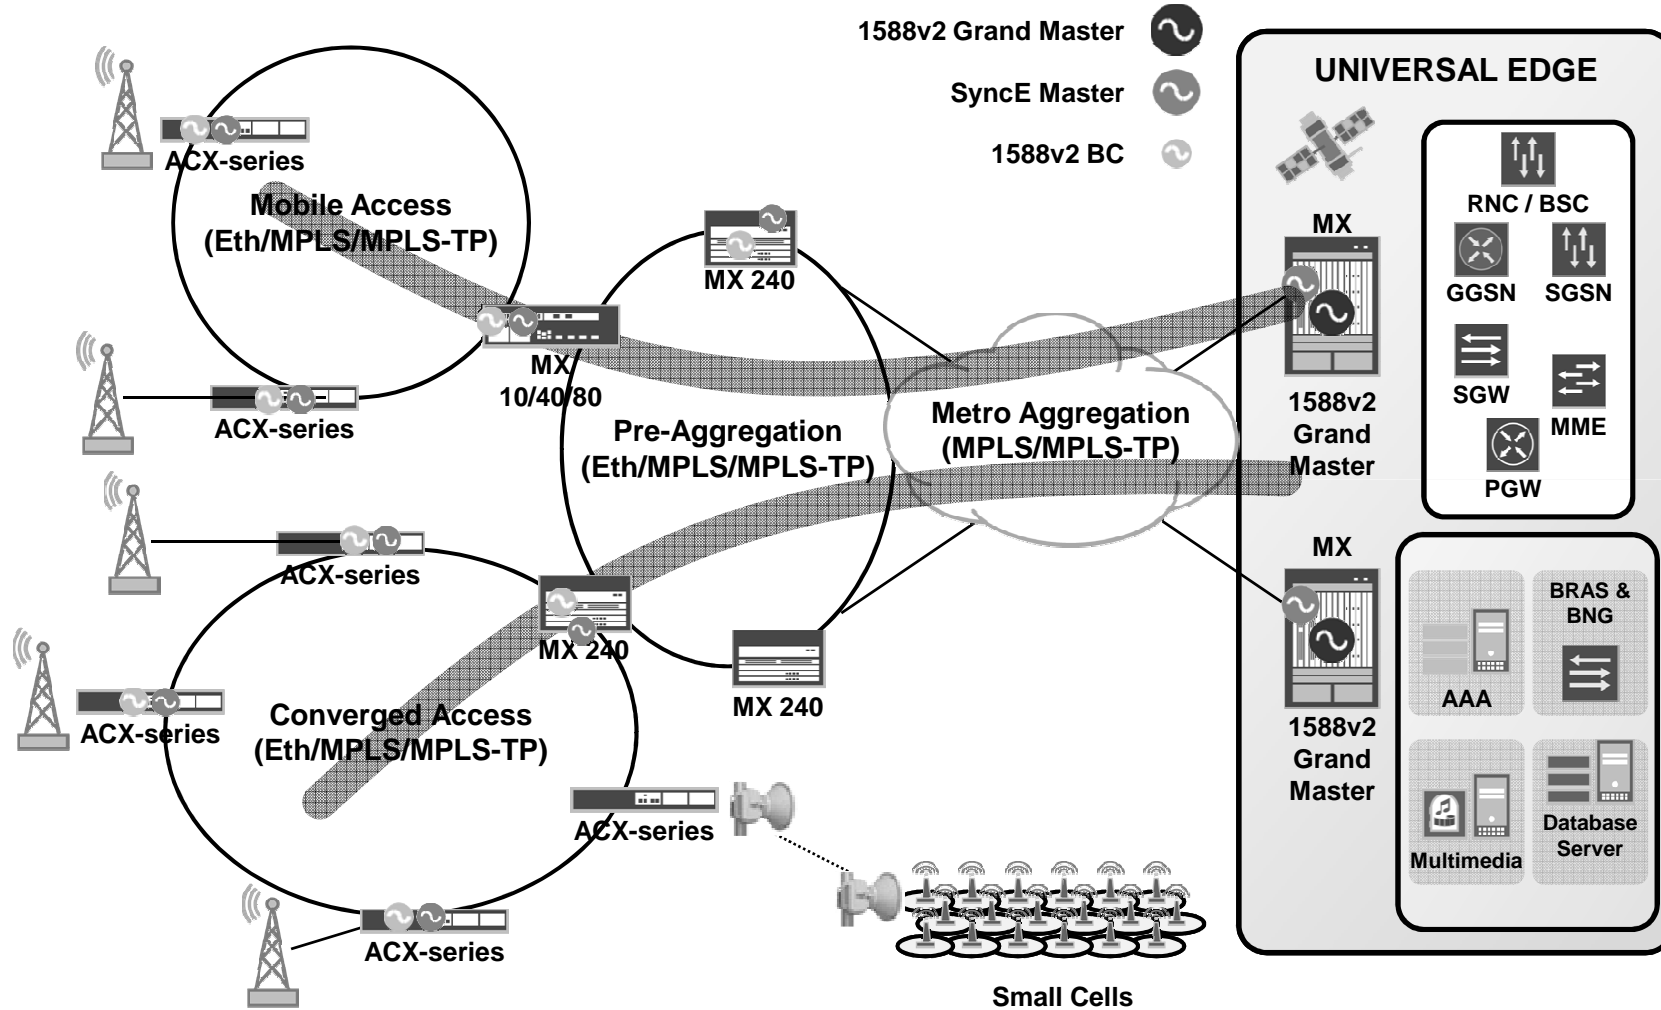 1588v2 Grand Master
SyncE Master
1588v2 BC
UNIVERSAL EDGE
ACX-series
Mobile Access
(Eth/MPLS/MPLS-TP)
MX 240
MX
10/40/80
ACX-series
Pre-Aggregation
(Eth/MPLS/MPLS-TP)
Metro Aggregation
(MPLS/MPLS-TP)
MX
1588v2
Grand
Master
RNC / BSC
GGSN
SGSN
SGW
MME
PGW
ACX-series
MX 240
ACX-series
Converged Access
(Eth/MPLS/MPLS-TP)
MX 240
ACX-series
ACX-series
Small Cells
MX
1588v2
Grand
Master
AAA
BRAS &
BNG
Multimedia
Database
Server